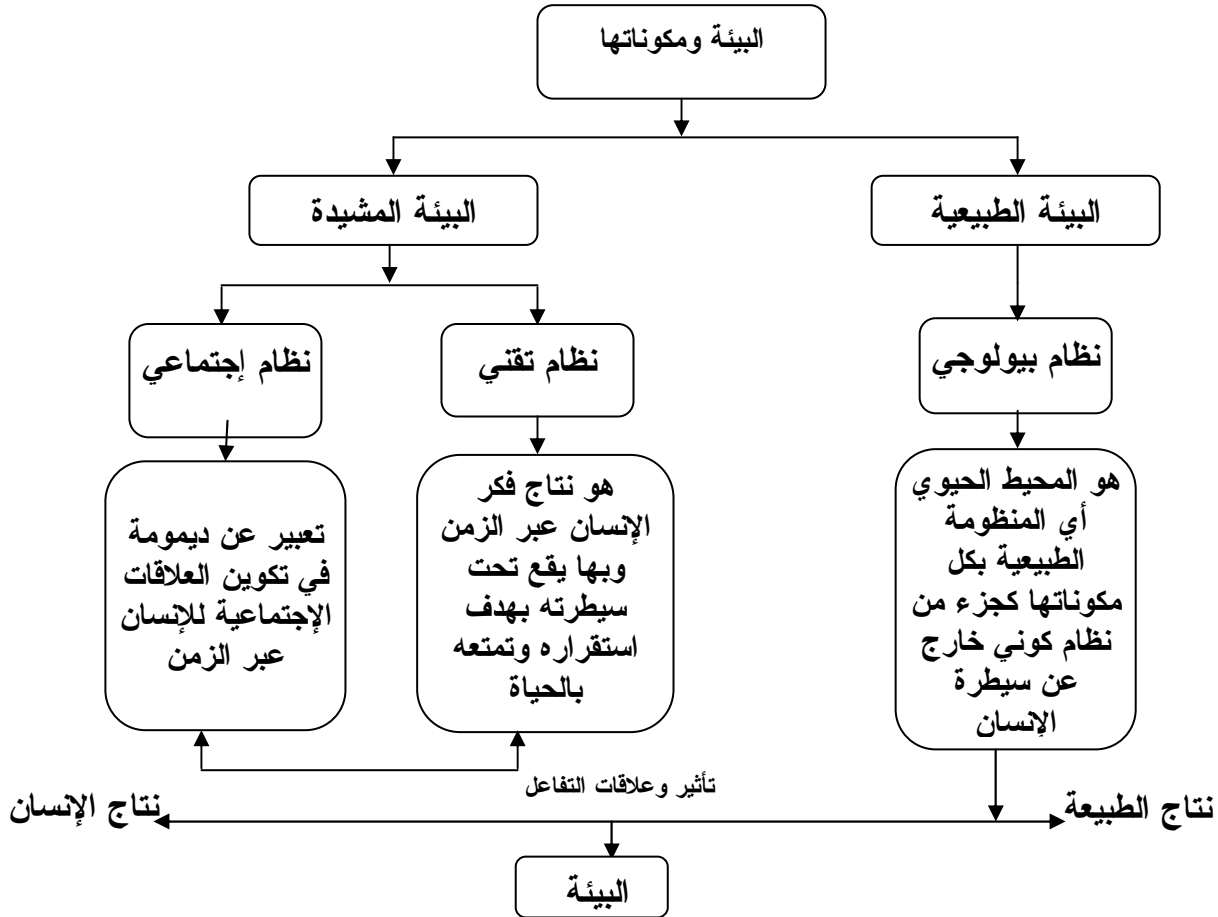 البيئة ومكوناتها
البيئة الطبيعية
البيئة المشيدة
نظام بيولوجي
نظام تقني
نظام إجتماعي
هو المحيط الحيوي
أي المنظومة
الطبيعية بكل
مكوناتها كجزء من
نظام كوني خارج
عن سيطرة
الإنسان
هو نتاج فكر
الإنسان عبر الزمن
وبها يقع تحت
سيطرته بهدف
استقراره وتمتعه
بالحياة
تعبير عن ديمومة
في تكوين العلاقات
الإجتماعية للإنسان
عبر الزمن
تأثير وعلاقات التفاعل
نتاج الطبيعة
نتاج الإنسان
البيئة